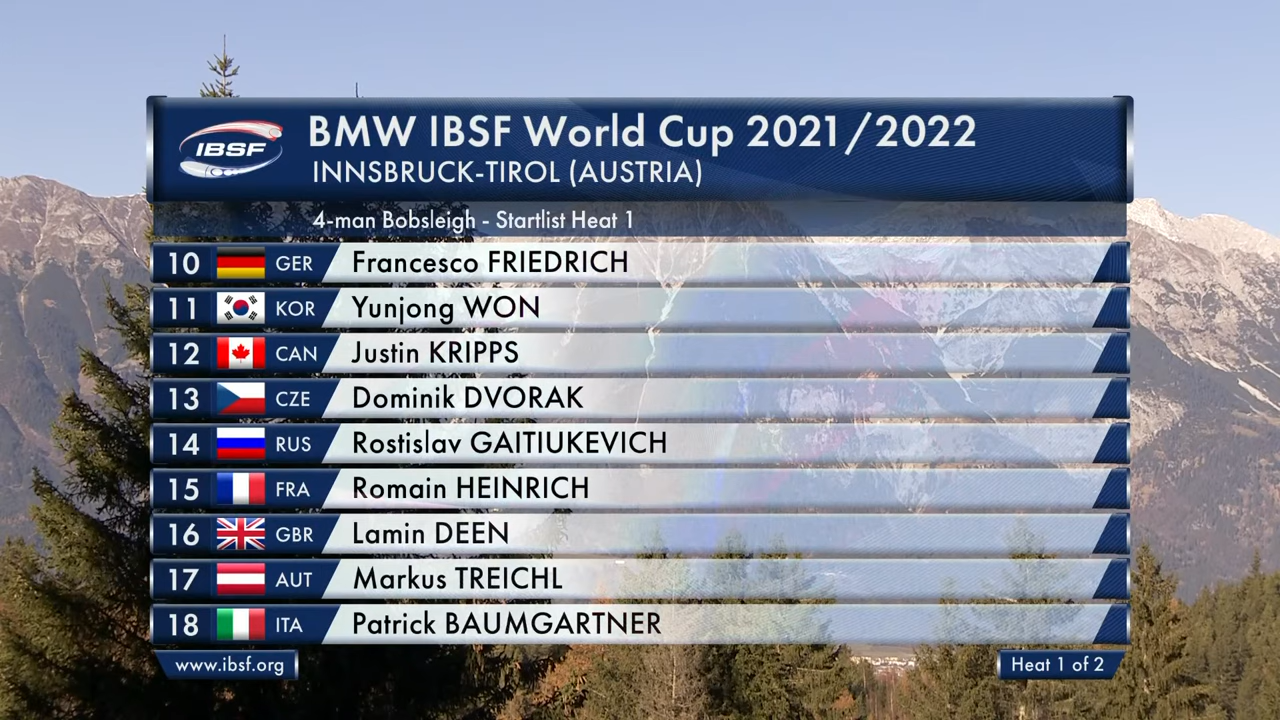 IBSF
BMW IBSF World Cup 2021/2022
INNSBRUCK-TIROL (AUSTRIA)
4-man Bobsleigh - Startlist Heat 1
10 GER Francesco FRIEDRICH
11 KOR Yunjong WON
12 CAN Justin KRIPPS
13 CZE Dominik DVORAK
14 RUS Rostislav GAITIUKEVICH
15 FRA Romain HEINRICH
16 GBR Lamin DEEN
17 AUT Markus TREICHL
18 ITA Patrick BAUMGARTNER
www.ibsf.org
Heat 1 of 2